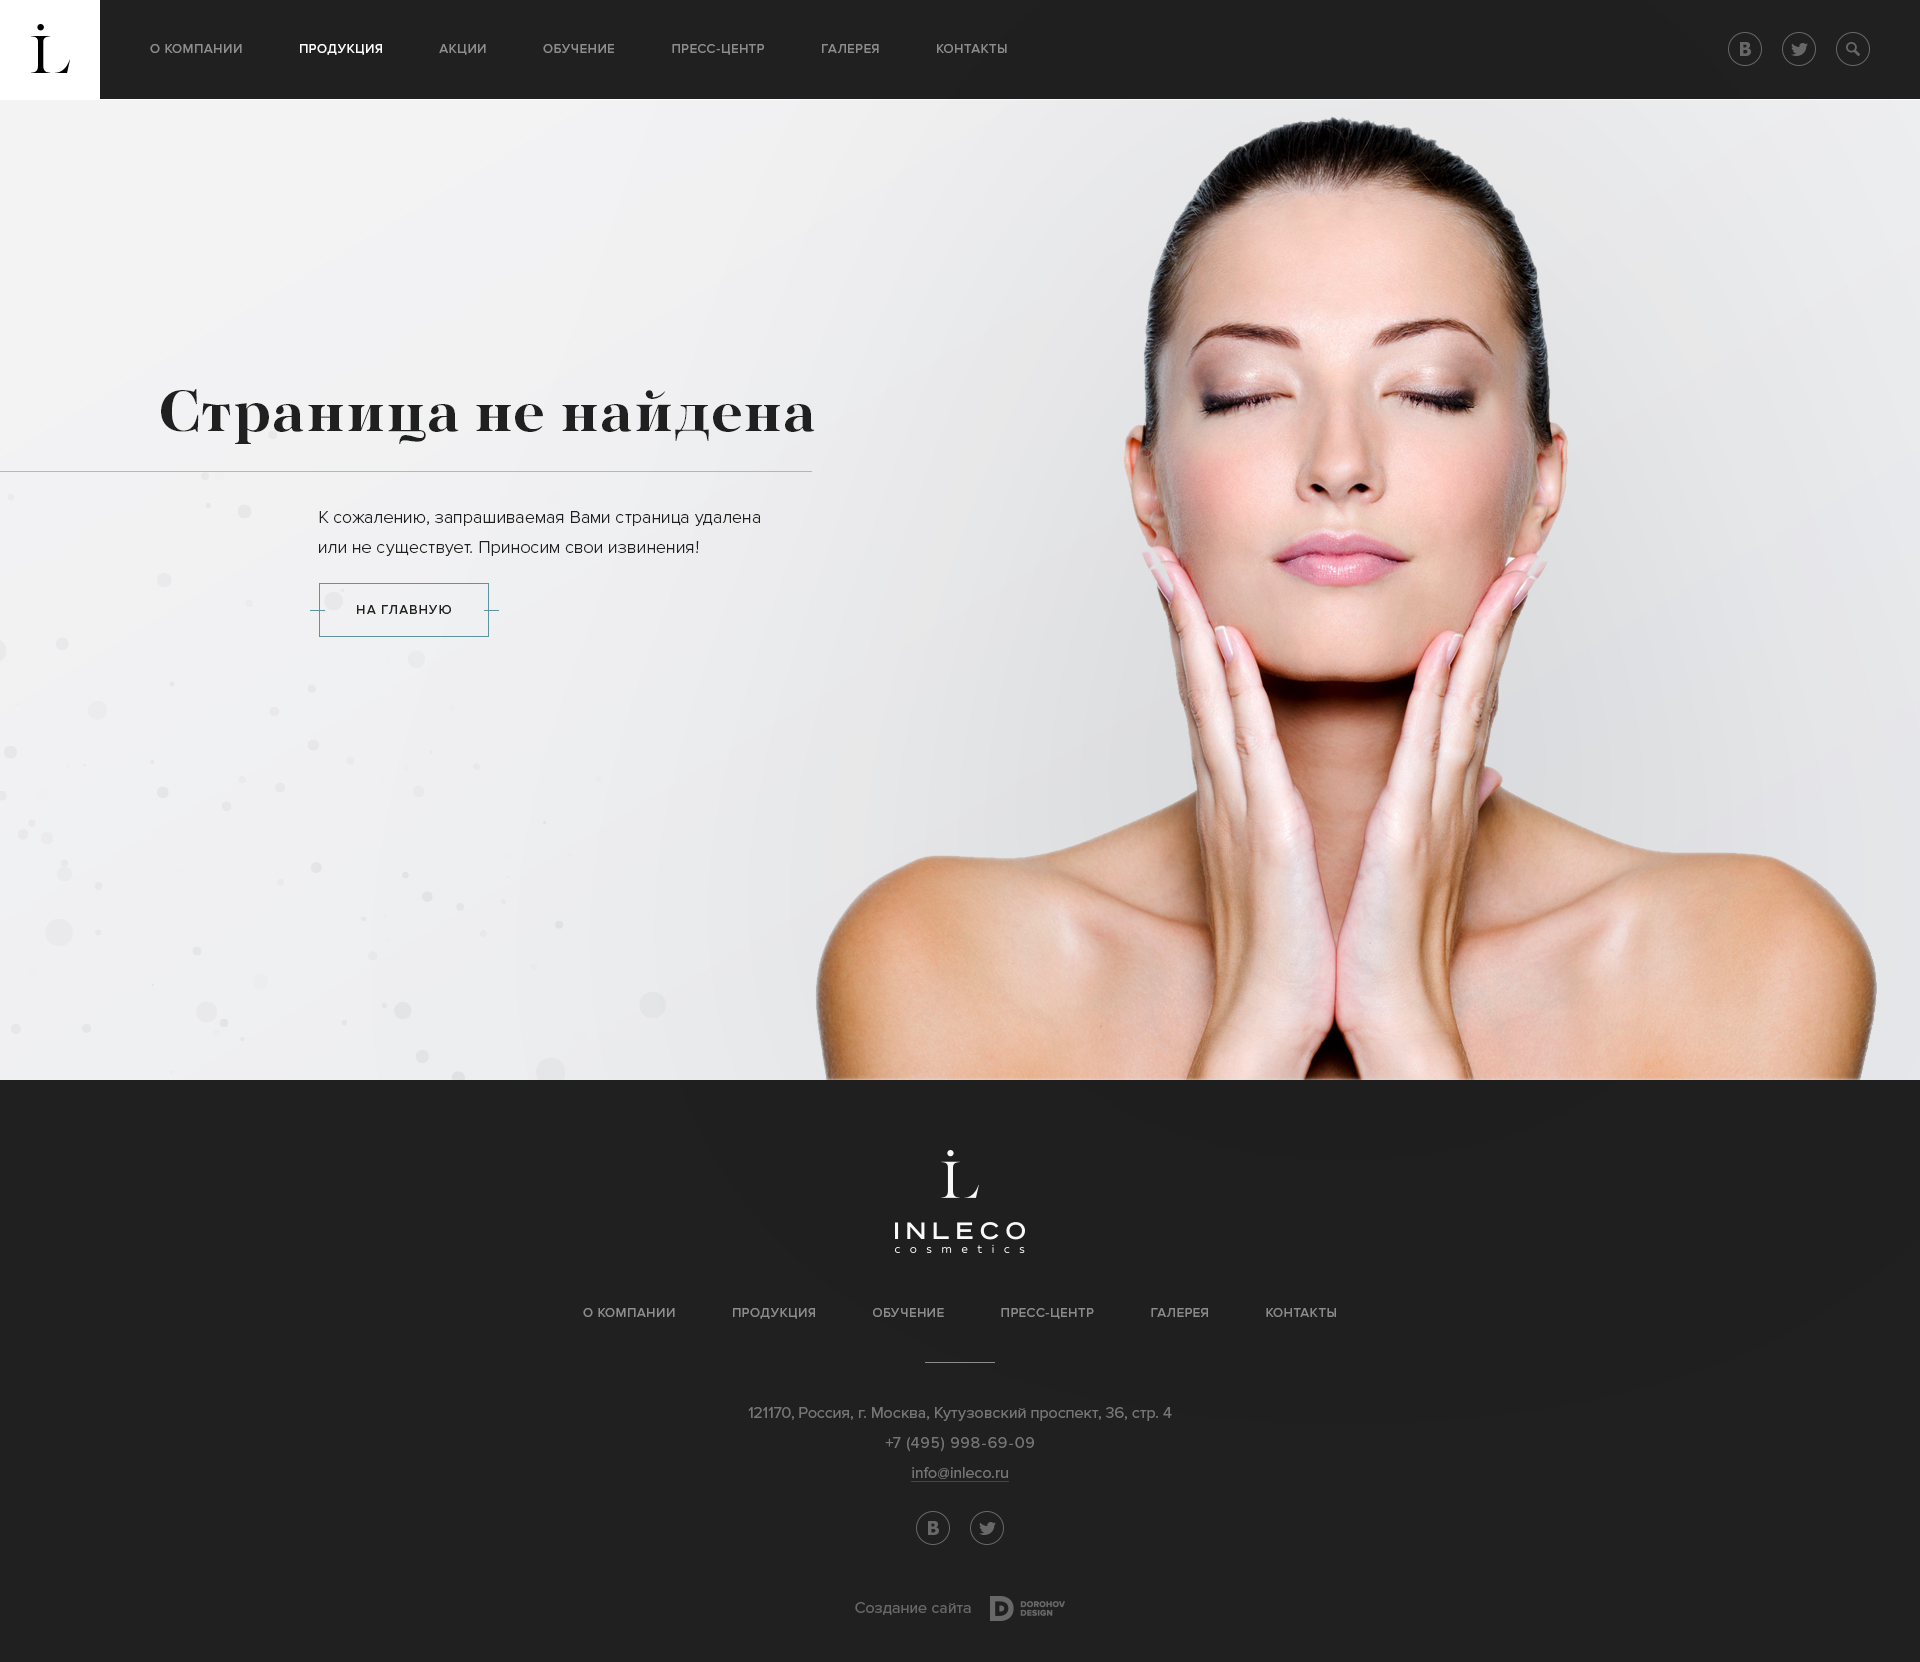 iL
О КОМПАНИИ ПРОДУКЦИЯ АКЦИИ ОБУЧЕНИЕ ПРЕСС-ЦЕНТР ГАЛЕРЕЯ КОНТАКТЫ
B
Страница не найдена
К сожалению, запрашиваемая Вами страница удалена
или не существует. Приносим свои извинения!
НА ГЛАВНУЮ
iL
INLECO
cosmetics
О КОМПАНИИ ПРОДУКЦИЯ ОБУЧЕНИЕ ПРЕСС-ЦЕНТР ГАЛЕРЕЯ КОНТАКТЫ
121170, Россия, г. Москва, Кутузовский проспект, 36, стр. 4
+7 (495) 998-69-09
info@inleco.ru
B
Создание сайта D DOROHOV
DESIGN